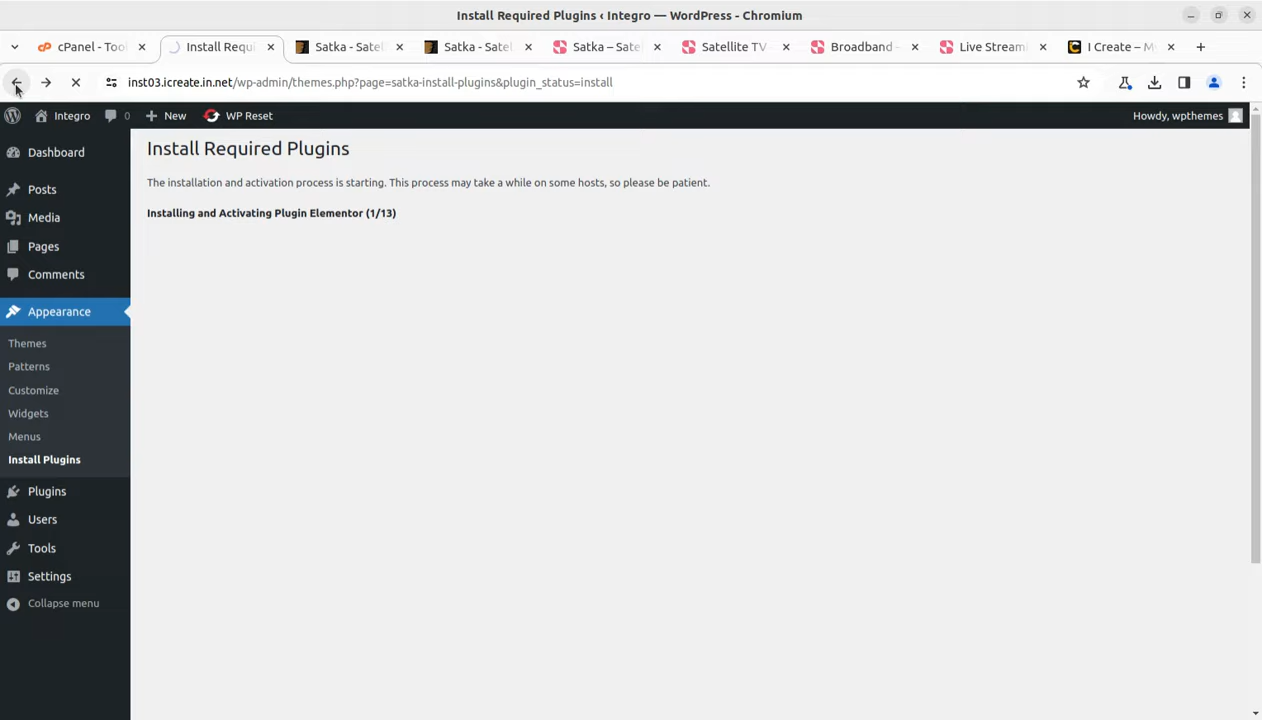 Install Required Plugins ‹ Integro — WordPress - Chromium
cPanel - Too
Install Requi
Satka - Satel
Satka - Satel
Satka – Sate
Satellite TV -
Broadband –
Live Streami
I Create – M
inst03.icreate.in.net/wp-admin/themes.php?page=satka-install-plugins&plugin_status=install
Integro
0
New
WP Reset
Howdy, wpthemes
Dashboard
Posts
Media
Pages
Comments
Appearance
Themes
Patterns
Customize
Widgets
Menus
Install Plugins
Plugins
Users
Tools
Settings
Collapse menu
Install Required Plugins
The installation and activation process is starting. This process may take a while on some hosts, so please be patient.
Installing and Activating Plugin Elementor (1/13)